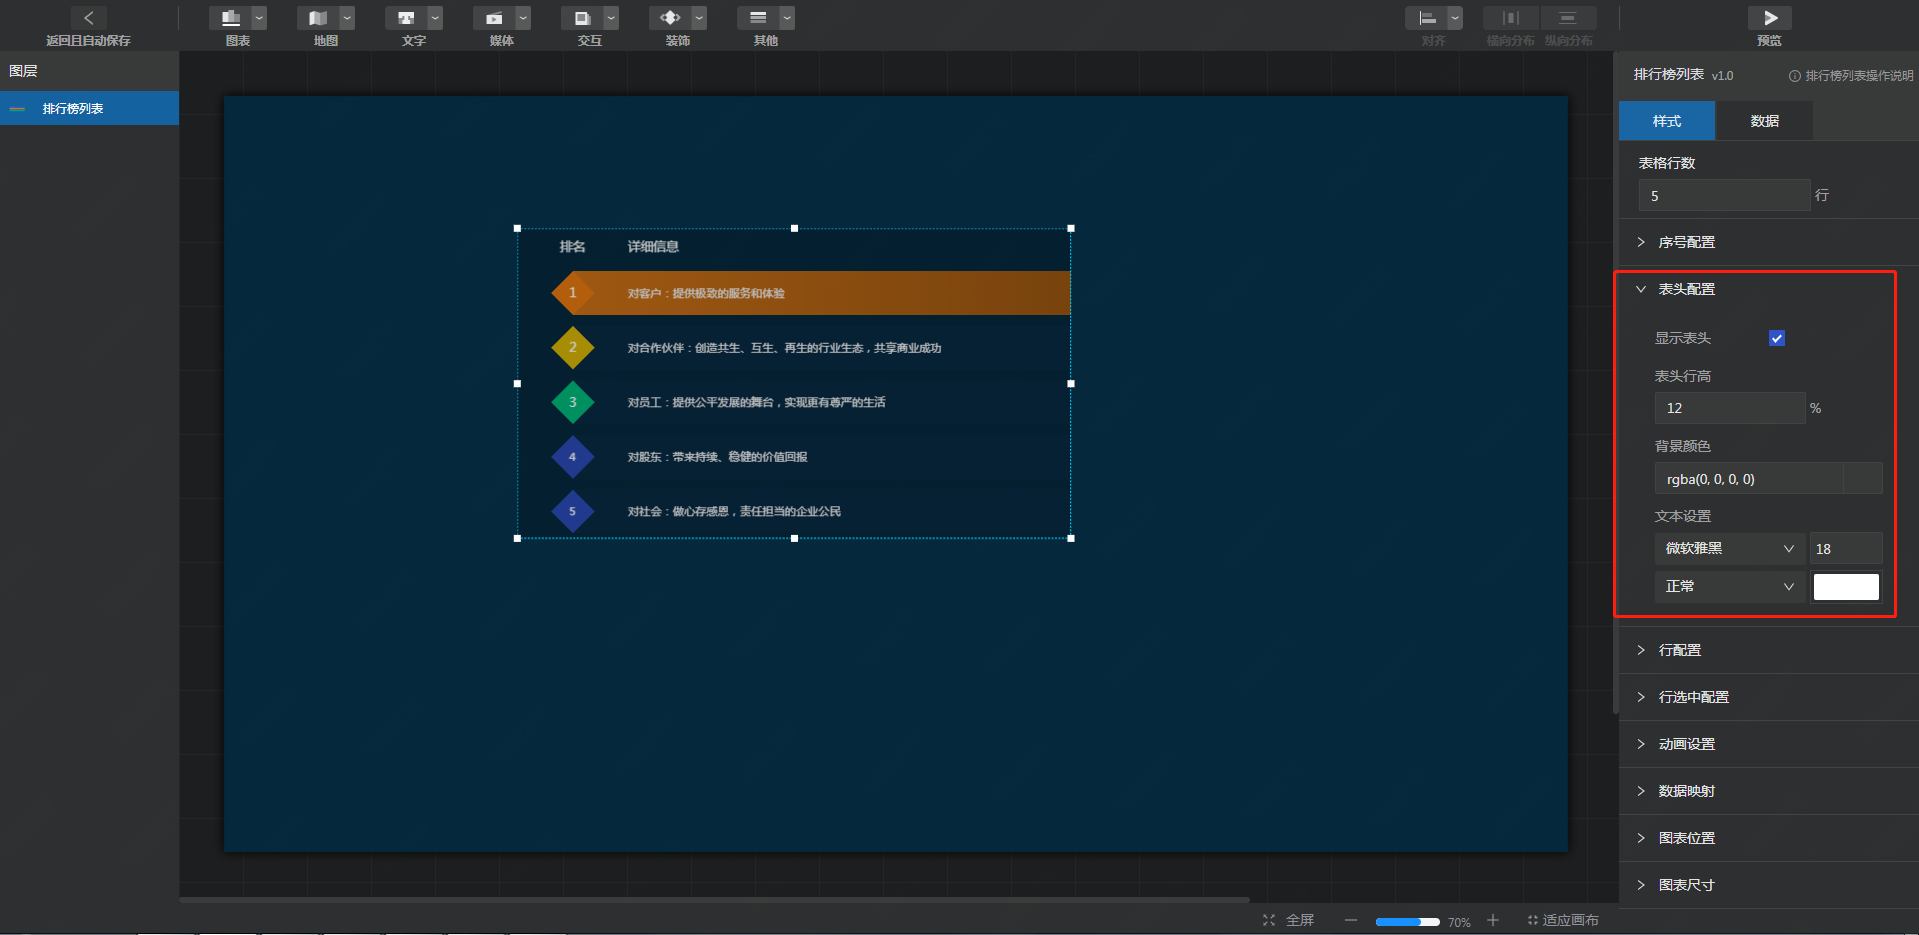 返回且自动保存
图表
地图
文字
媒体
交互
装饰
其他
对齐
横向分布
纵向分布
预览
图层
排行榜列表
排名 详细信息
1 对客户：提供极致的服务和体验
2 对合作伙伴：创造共生、互生、再生的行业生态，共享商业成功
3 对员工：提供公平发展的舞台，实现更有尊严的生活
4 对股东：带来持续、稳健的价值回报
5 对社会：做心存感恩，责任担当的企业公民
排行榜列表 v1.0 排行榜列表操作说明
样式 数据
表格行数
5 行
序号配置
表头配置
显示表头
表头行高
12 %
背景颜色
rgba(0, 0, 0, 0)
文本设置
微软雅黑 18
正常
行配置
行选中配置
动画设置
数据映射
图表位置
图表尺寸
全屏 70% 适应画布